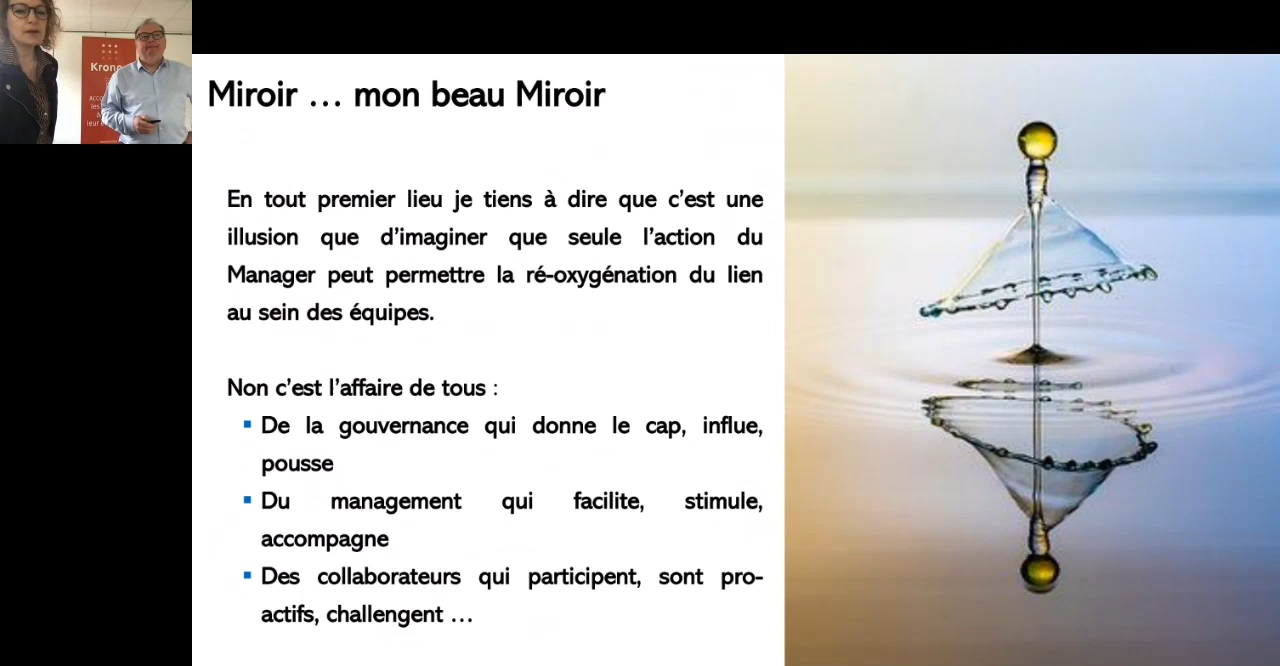 Miroir … mon beau Miroir
En tout premier lieu je tiens à dire que c’est une
illusion que d’imaginer que seule l’action du
Manager peut permettre la ré-oxygénation du lien
au sein des équipes.
Non c’est l’affaire de tous :
▪ De la gouvernance qui donne le cap, influe,
pousse
▪ Du management qui facilite, stimule,
accompagne
▪ Des collaborateurs qui participent, sont pro-
actifs, challengent …